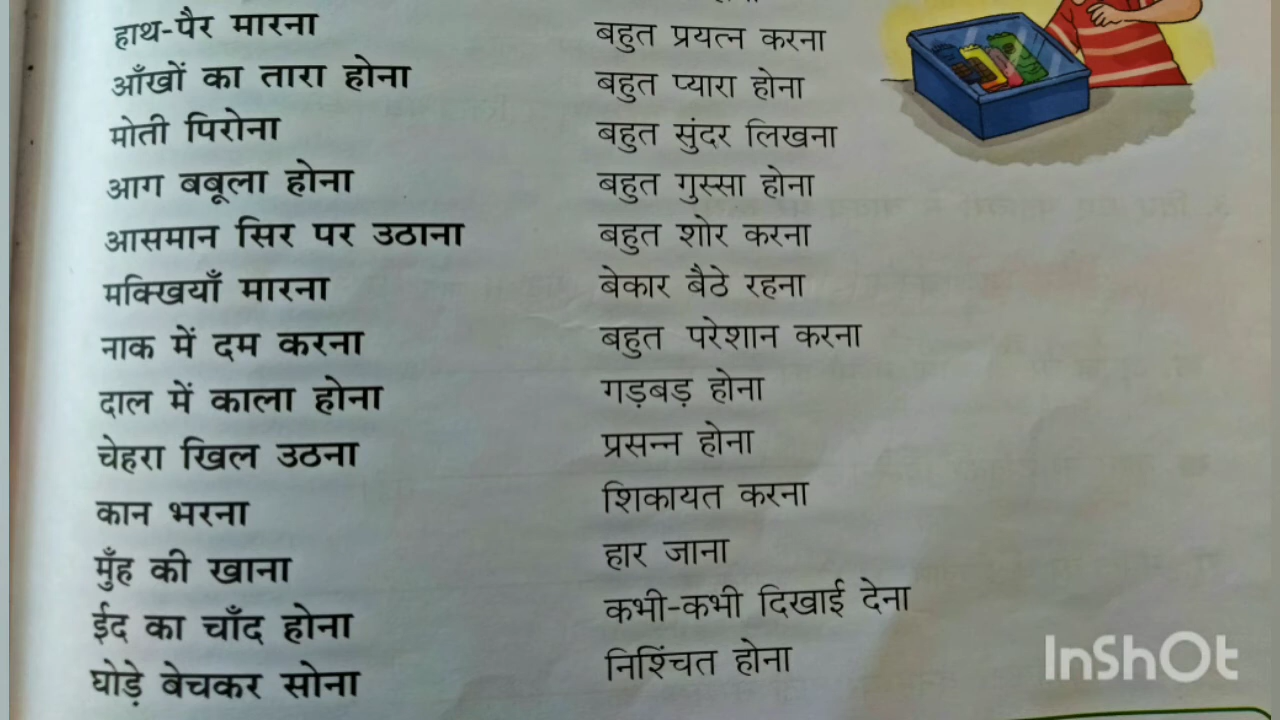 हाथ-पैर मारना बहुत प्रयत्न करना
आँखों का तारा होना बहुत प्यारा होना
मोती पिरोना बहुत सुंदर लिखना
आग बबूला होना बहुत गुस्सा होना
आसमान सिर पर उठाना बहुत शोर करना
मक्खियाँ मारना बेकार बैठे रहना
नाक में दम करना बहुत परेशान करना
दाल में काला होना गड़बड़ होना
चेहरा खिल उठना प्रसन्न होना
कान भरना शिकायत करना
मुँह की खाना हार जाना
ईद का चाँद होना कभी-कभी दिखाई देना
घोड़े बेचकर सोना निश्चिंत होना
InShOt